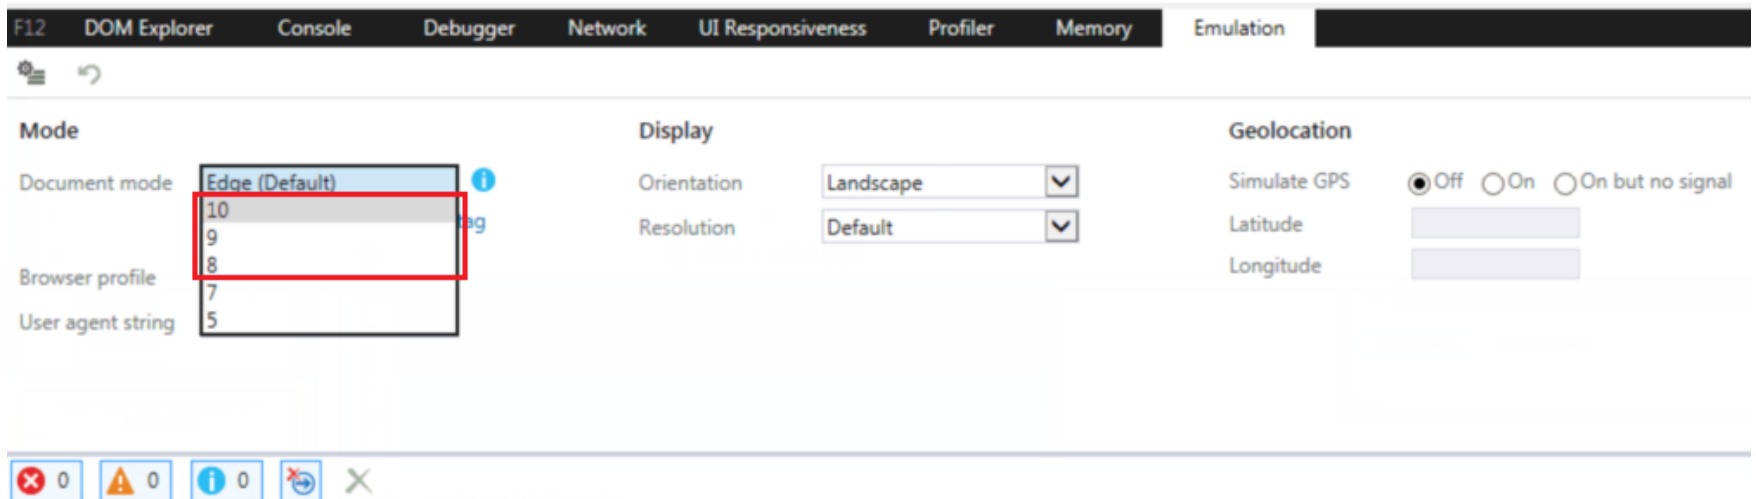 F12 DOM Explorer Console Debugger Network UI Responsiveness Profiler Memory Emulation
Mode
Document mode
Edge (Default)
10
9
8
7
5
tag
Browser profile
User agent string
Display
Orientation Landscape
Resolution Default
Geolocation
Simulate GPS Off On On but no signal
Latitude
Longitude
0 0 0